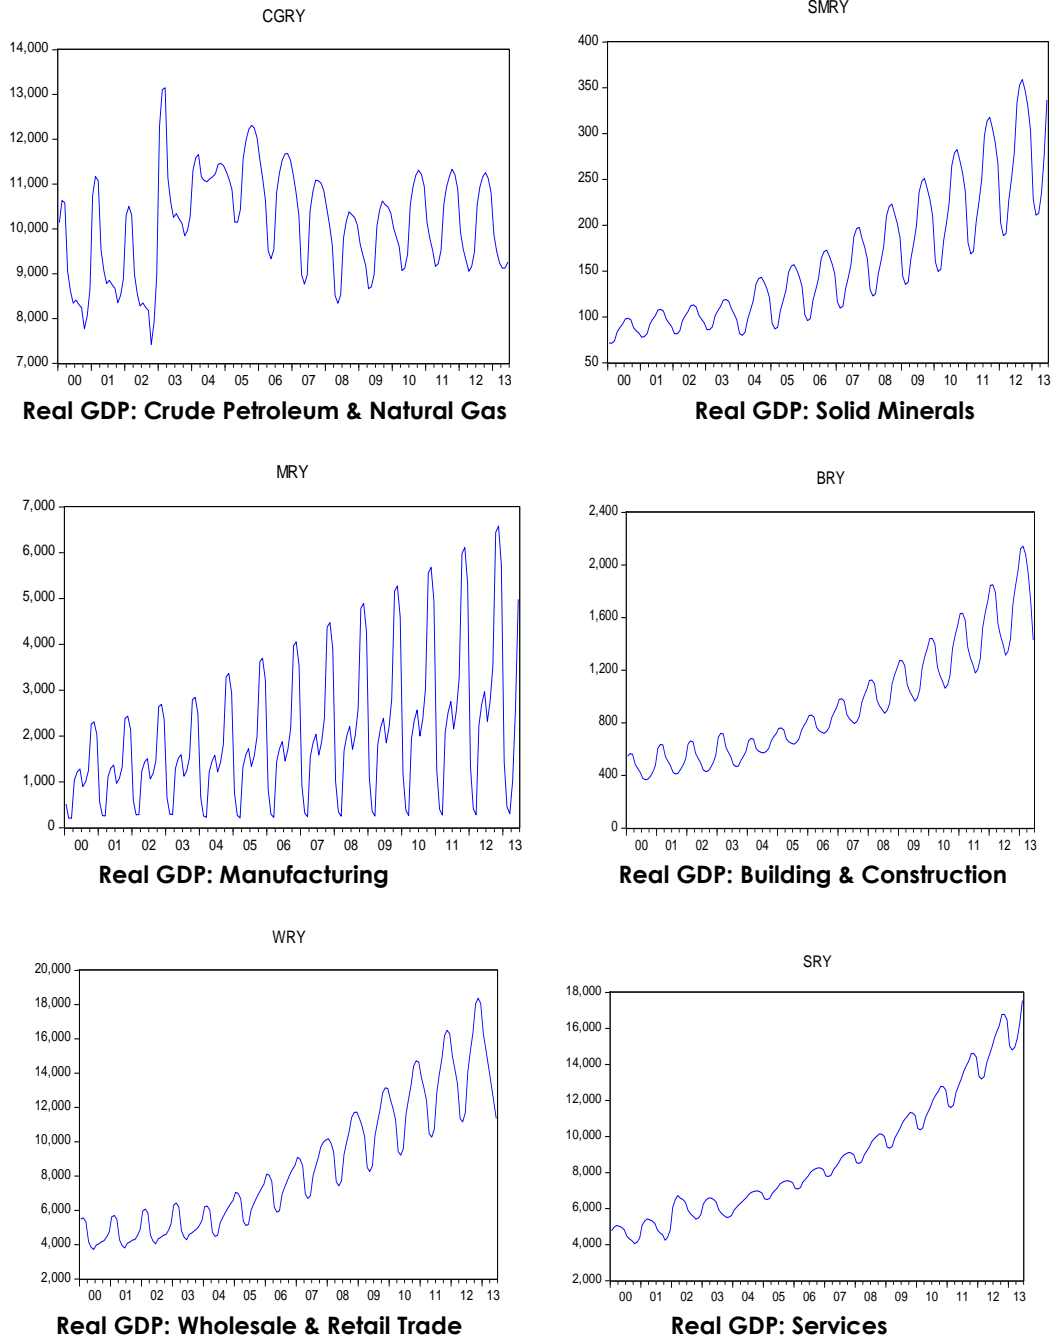 CGRY
14,000
13,000
12,000
11,000
10,000
9,000
8,000
7,000
00 01 02 03 04 05 06 07 08 09 10 11 12 13
Real GDP: Crude Petroleum & Natural Gas
SMRY
400
350
300
250
200
150
100
50
00 01 02 03 04 05 06 07 08 09 10 11 12 13
Real GDP: Solid Minerals
MRY
7,000
6,000
5,000
4,000
3,000
2,000
1,000
0
00 01 02 03 04 05 06 07 08 09 10 11 12 13
Real GDP: Manufacturing
BRY
2,400
2,000
1,600
1,200
800
400
0
00 01 02 03 04 05 06 07 08 09 10 11 12 13
Real GDP: Building & Construction
WRY
20,000
18,000
16,000
14,000
12,000
10,000
8,000
6,000
4,000
2,000
00 01 02 03 04 05 06 07 08 09 10 11 12 13
Real GDP: Wholesale & Retail Trade
SRY
18,000
16,000
14,000
12,000
10,000
8,000
6,000
4,000
2,000
00 01 02 03 04 05 06 07 08 09 10 11 12 13
Real GDP: Services